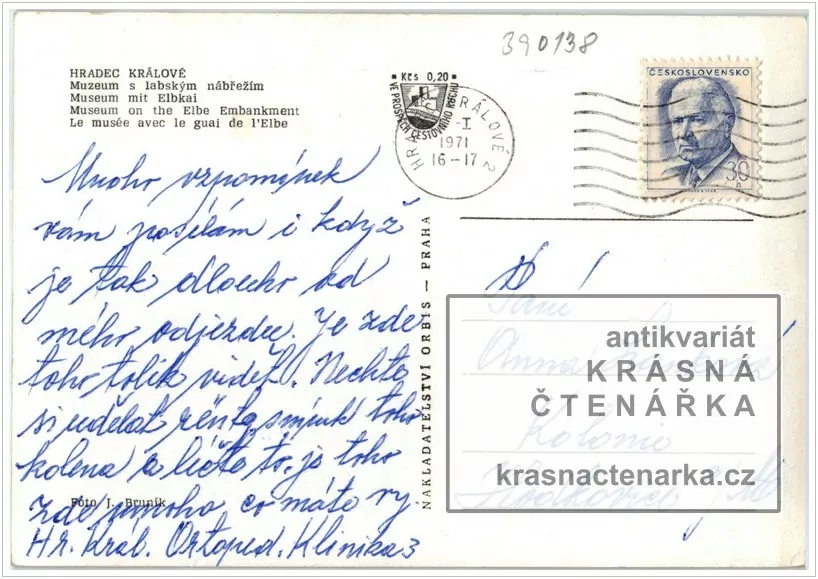 390138
HRADEC KRÁLOVÉ
Muzeum s labským nábřežím
Museum mit Elbkai
Museum on the Elbe Embankment
Le musée avec le guai de l'Elbe
Kčs 0,20
VE PROSPĚCH CESTOVNÍHO RUCHU
HRADEC KRÁLOVÉ 2
I
1971
16-17
ČESKOSLOVENSKO
30
h
Mnoho vzpomínek
vám posílám i když
je tak dlouho od
mého odjezdu. Je zde
toho tolik vidět. Nechte
si udělat rentg. snímek toho
kolena a léčte to, je toho
zde mnoho, co máte vy.
Hr. Král. Ortoped. Klinika 3
Foto J. Bruník
NAKLADATELSTVÍ ORBIS — PRAHA
Paní
Anna
Kolonie
Hodkovice n/M
antikvariát
KRÁSNÁ
ČTENÁŘKA
krasnactenarka.cz